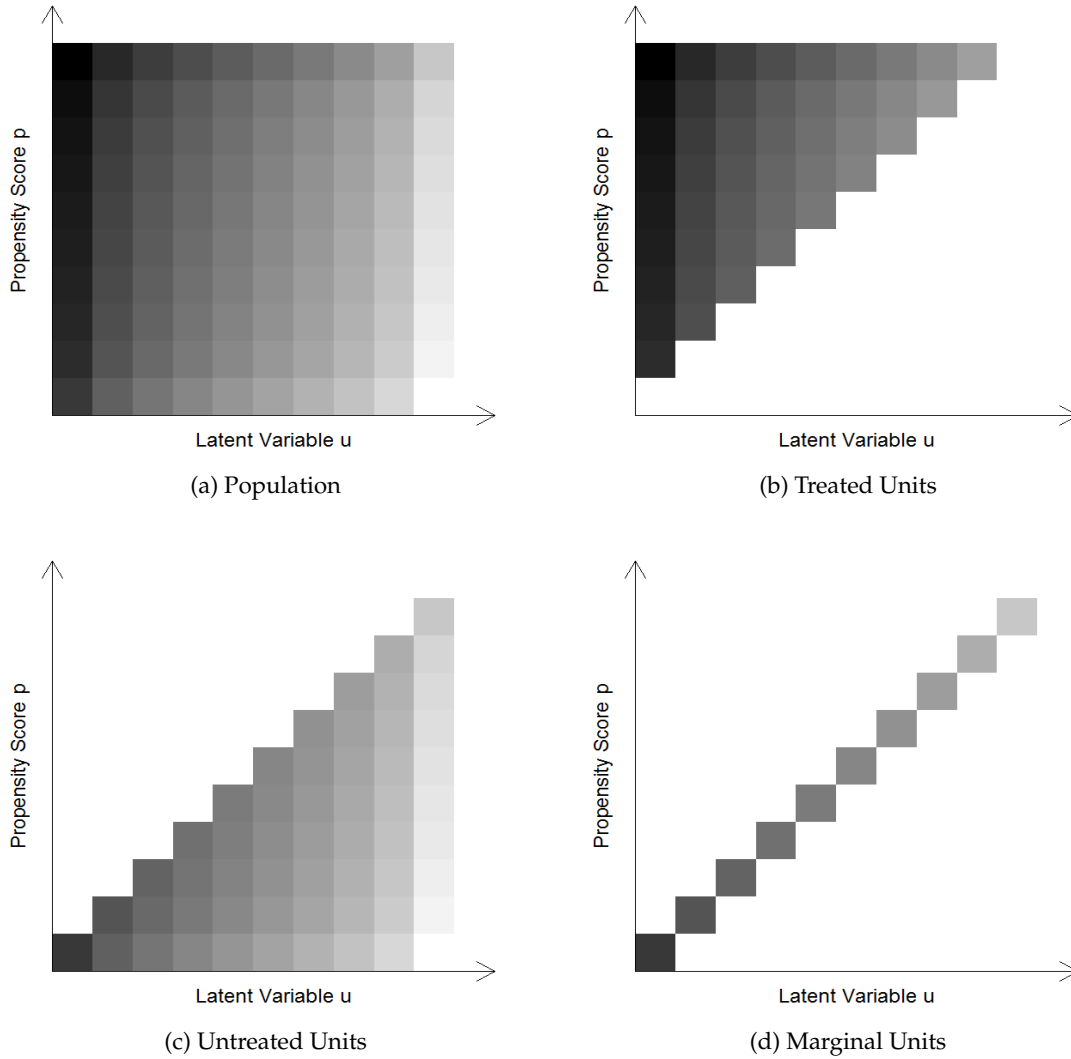 Propensity Score p
Latent Variable u
(a) Population
Propensity Score p
Latent Variable u
(b) Treated Units
Propensity Score p
Latent Variable u
(c) Untreated Units
Propensity Score p
Latent Variable u
(d) Marginal Units